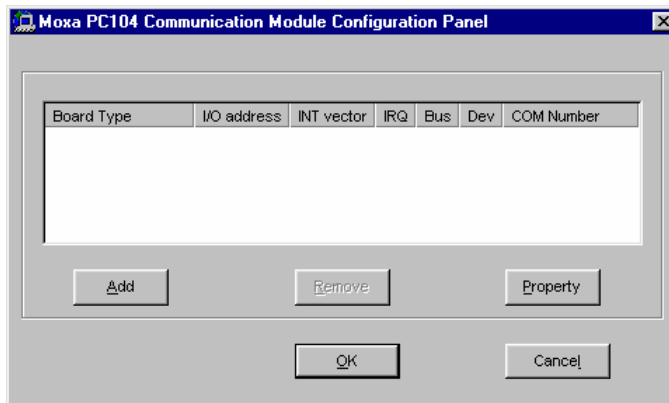 Moxa PC104 Communication Module Configuration Panel
Board Type I/O address INT vector IRQ Bus Dev COM Number
Add Remove Property
OK Cancel